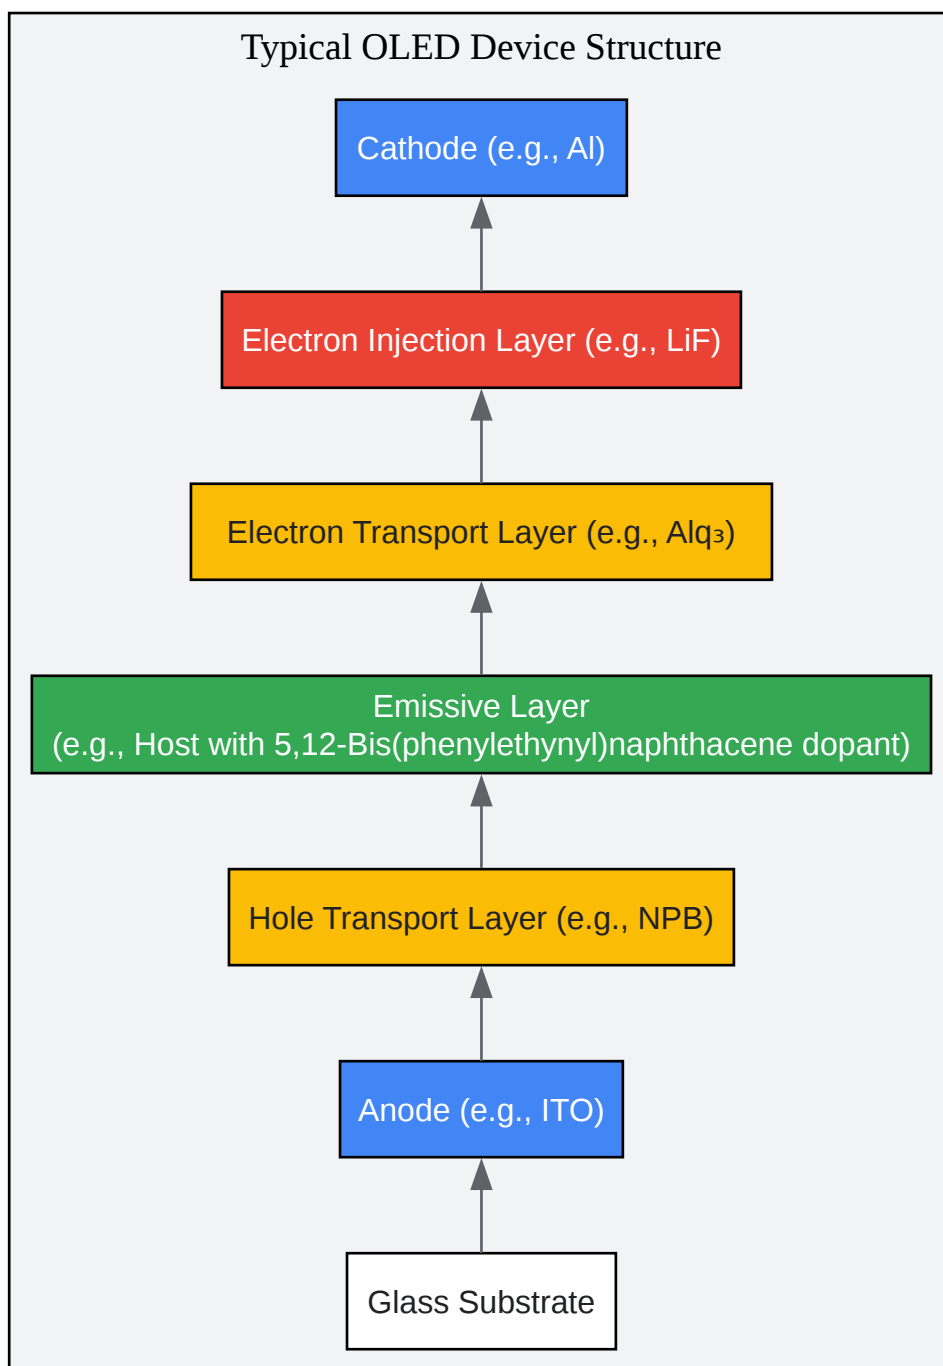 Typical OLED Device Structure
Cathode (e.g., Al)
Electron Injection Layer (e.g., LiF)
Electron Transport Layer (e.g., Alq₃)
Emissive Layer
(e.g., Host with 5,12-Bis(phenylethynyl)naphthacene dopant)
Hole Transport Layer (e.g., NPB)
Anode (e.g., ITO)
Glass Substrate